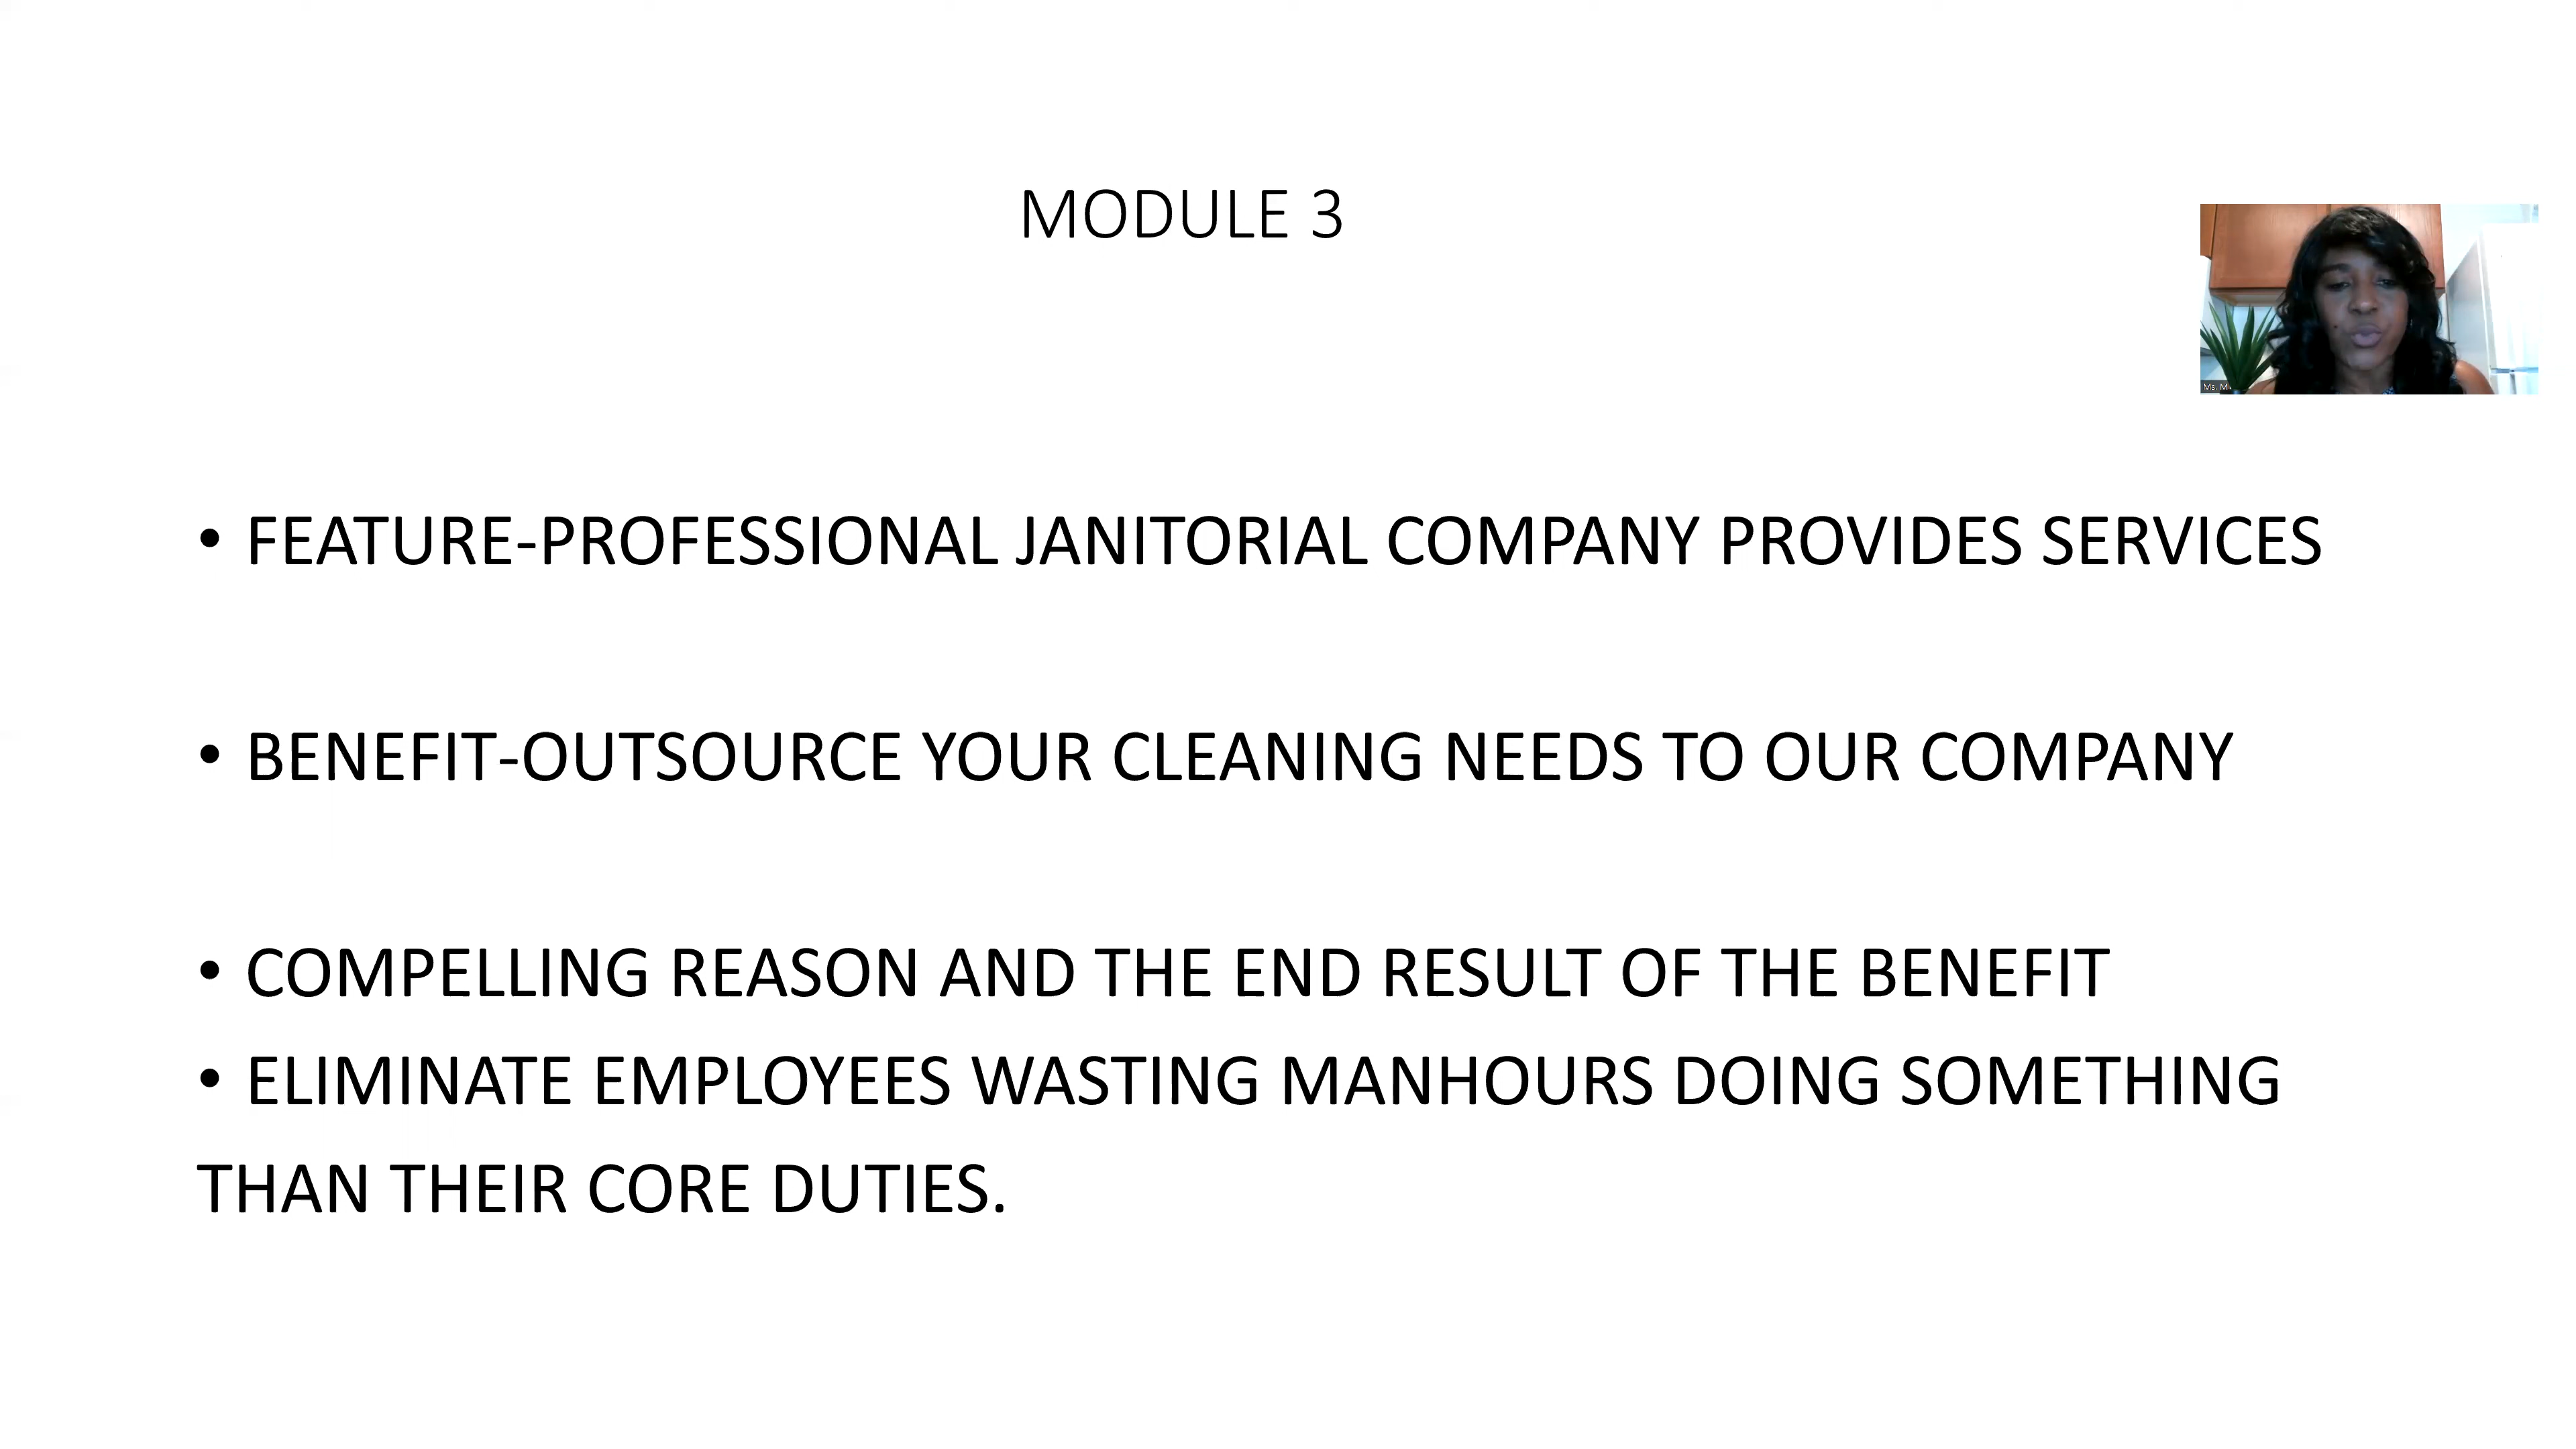 MODULE 3
Ms. M
• FEATURE-PROFESSIONAL JANITORIAL COMPANY PROVIDES SERVICES
• BENEFIT-OUTSOURCE YOUR CLEANING NEEDS TO OUR COMPANY
• COMPELLING REASON AND THE END RESULT OF THE BENEFIT
• ELIMINATE EMPLOYEES WASTING MANHOURS DOING SOMETHING
THAN THEIR CORE DUTIES.